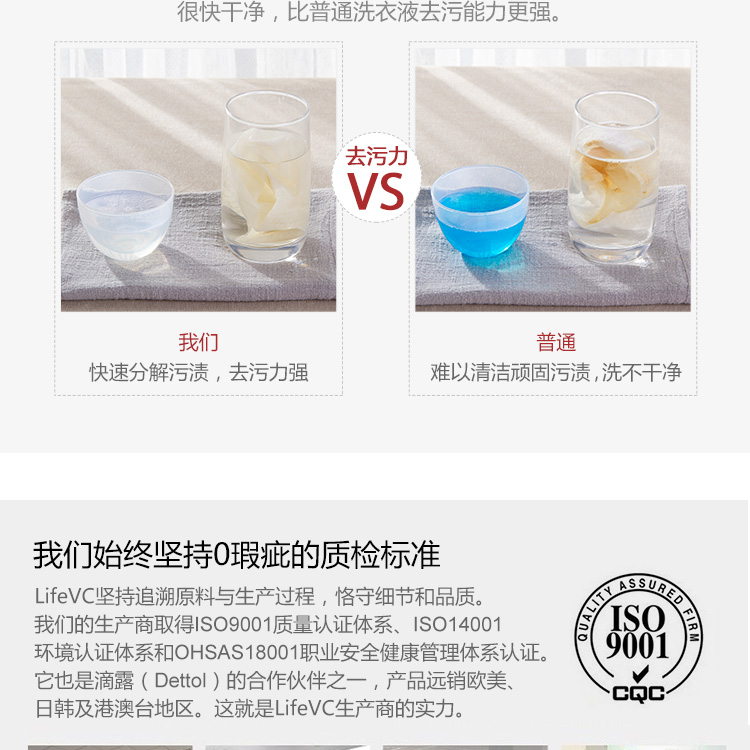 很快干净，比普通洗衣液去污能力更强。
去污力
VS
我们
快速分解污渍，去污力强
普通
难以清洁顽固污渍,洗不干净
我们始终坚持0瑕疵的质检标准
LifeVC坚持追溯原料与生产过程，恪守细节和品质。
我们的生产商取得ISO9001质量认证体系、ISO14001
环境认证体系和OHSAS18001职业安全健康管理体系认证。
它也是滴露（Dettol）的合作伙伴之一，产品远销欧美、
日韩及港澳台地区。这就是LifeVC生产商的实力。
QUALITY ASSURED FIRM
ISO
9001
CQC